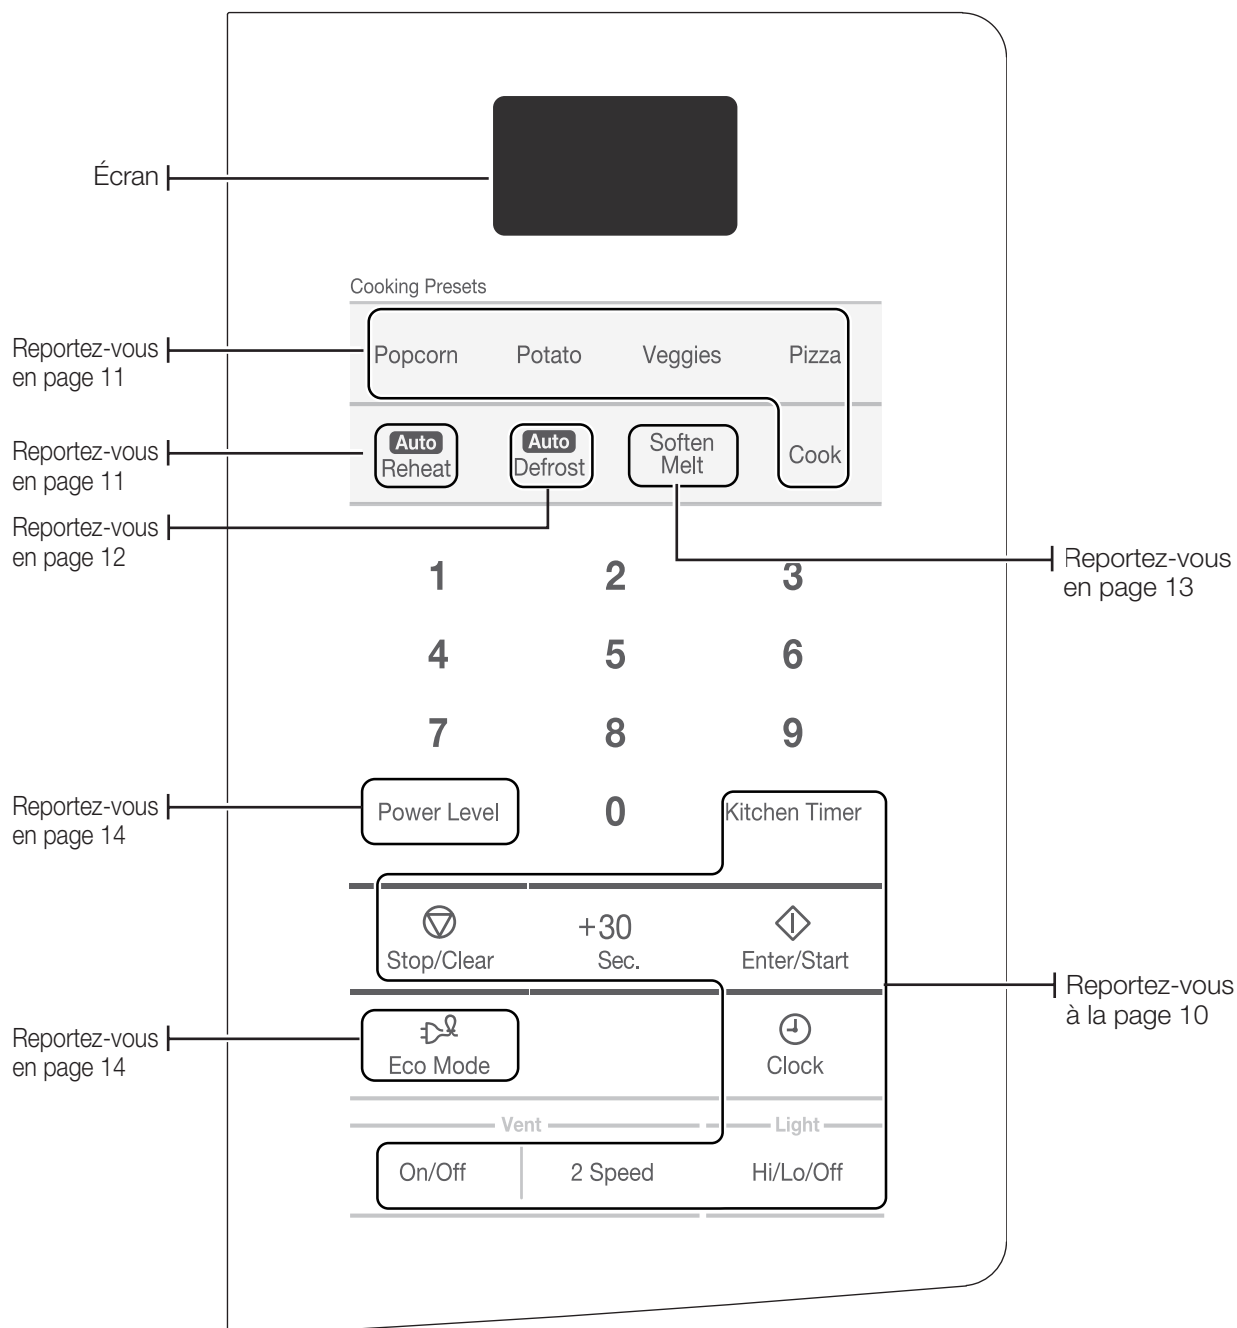 Écran
Cooking Presets
Reportez-vous
en page 11
Popcorn Potato Veggies Pizza
Reportez-vous
en page 11
Auto
Reheat
Auto
Defrost
Soften
Melt
Cook
Reportez-vous
en page 12
Reportez-vous
en page 13
1 2 3
4 5 6
7 8 9
Reportez-vous
en page 14
Power Level 0 Kitchen Timer
Stop/Clear
+30
Sec.
Enter/Start
Reportez-vous
à la page 10
Reportez-vous
en page 14
Eco Mode
Clock
Vent Light
On/Off 2 Speed Hi/Lo/Off